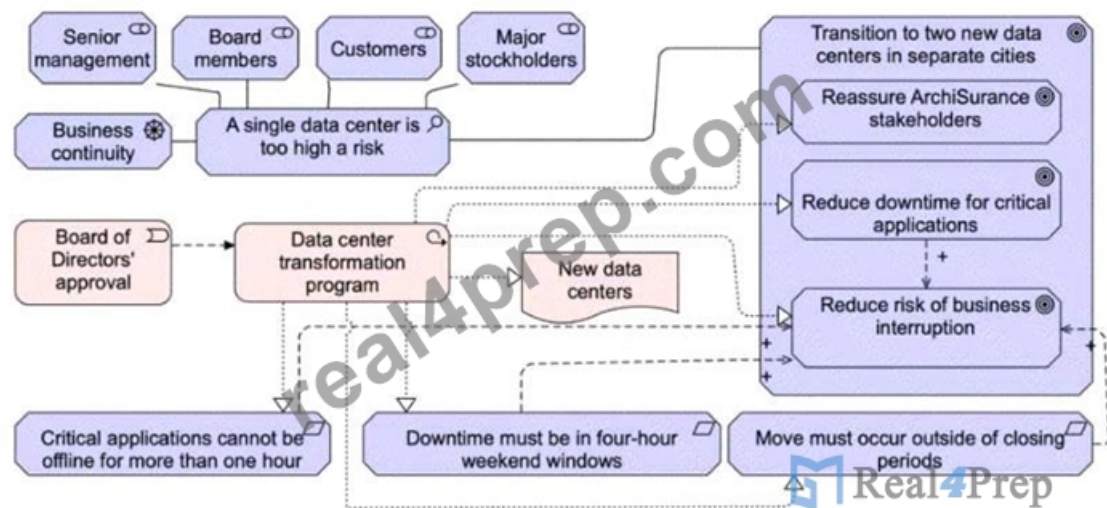 Senior
management
Board
members
Customers
Major
stockholders
Transition to two new data
centers in separate cities
Business
continuity
A single data center is
too high a risk
Reassure ArchiSurance
stakeholders
Reduce downtime for critical
applications
+
Board of
Directors'
approval
Data center
transformation
program
New data
centers
Reduce risk of business
interruption
+
+
+
Critical applications cannot be
offline for more than one hour
Downtime must be in four-hour
weekend windows
Move must occur outside of closing
periods
real4prep.com
Real4Prep